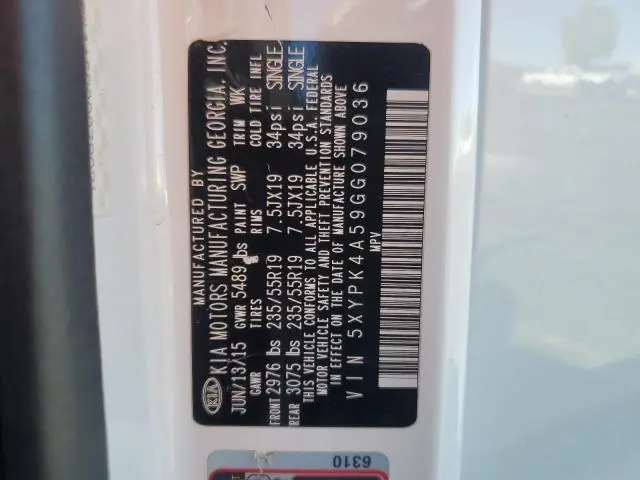 MANUFACTURED BY
KIA KIA MOTORS MANUFACTURING GEORGIA, INC.
JUN/13/15 GVWR 5489 lbs PAINT SWP TRIM WK
GAWR TIRES RIMS COLD TIRE INFL
FRONT 2976 lbs 235/55R19 7.5JX19 34psi SINGLE
REAR 3075 lbs 235/55R19 7.5JX19 34psi SINGLE
THIS VEHICLE CONFORMS TO ALL APPLICABLE U.S.A. FEDERAL
MOTOR VEHICLE SAFETY AND THEFT PREVENTION STANDARDS
IN EFFECT ON THE DATE OF MANUFACTURE SHOWN ABOVE
VIN 5XYPK4A59GG079036
MPV
6310